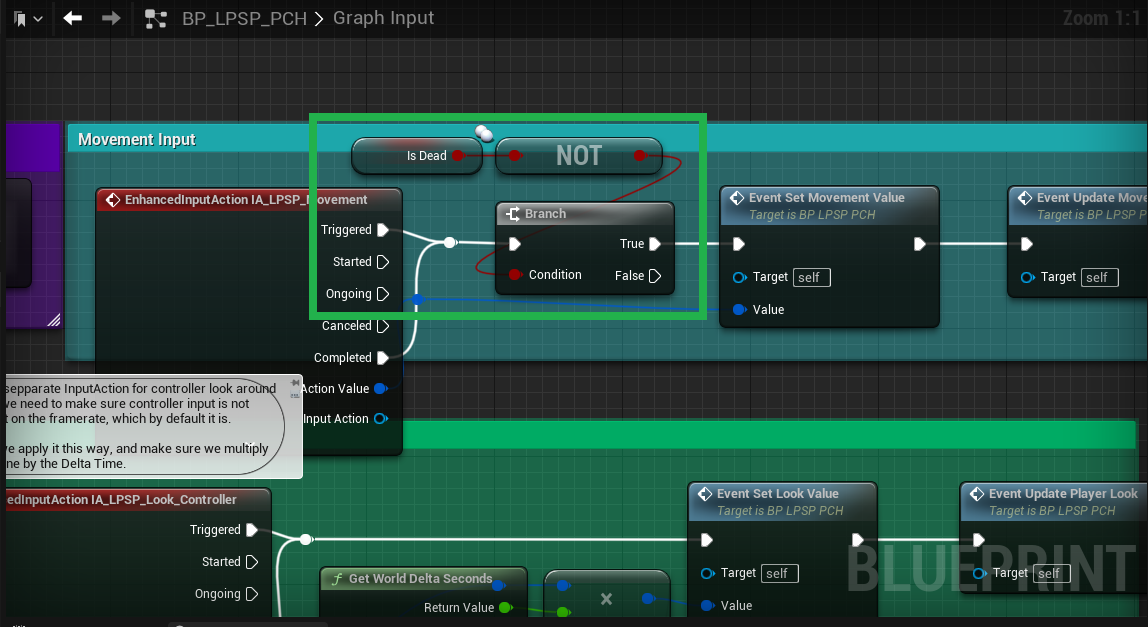 BP_LPSP_PCH > Graph Input
Zoom 1:1
Movement Input
Is Dead
NOT
EnhancedInputAction IA_LPSP_Movement
Triggered
Started
Ongoing
Canceled
Completed
Action Value
Input Action
Branch
True
Condition
False
Event Set Movement Value
Target is BP LPSP PCH
Target self
Value
Event Update Move
Target is BP LPSP P
Target self
sepparate InputAction for controller look around
we need to make sure controller input is not
t on the framerate, which by default it is.
ve apply it this way, and make sure we multiply
ne by the Delta Time.
edInputAction IA_LPSP_Look_Controller
Triggered
Started
Ongoing
f Get World Delta Seconds
Return Value
×
Event Set Look Value
Target is BP LPSP PCH
Target self
Value
Event Update Player Look
Target is BP LPSP PCH
Target self
BLUEPRINT